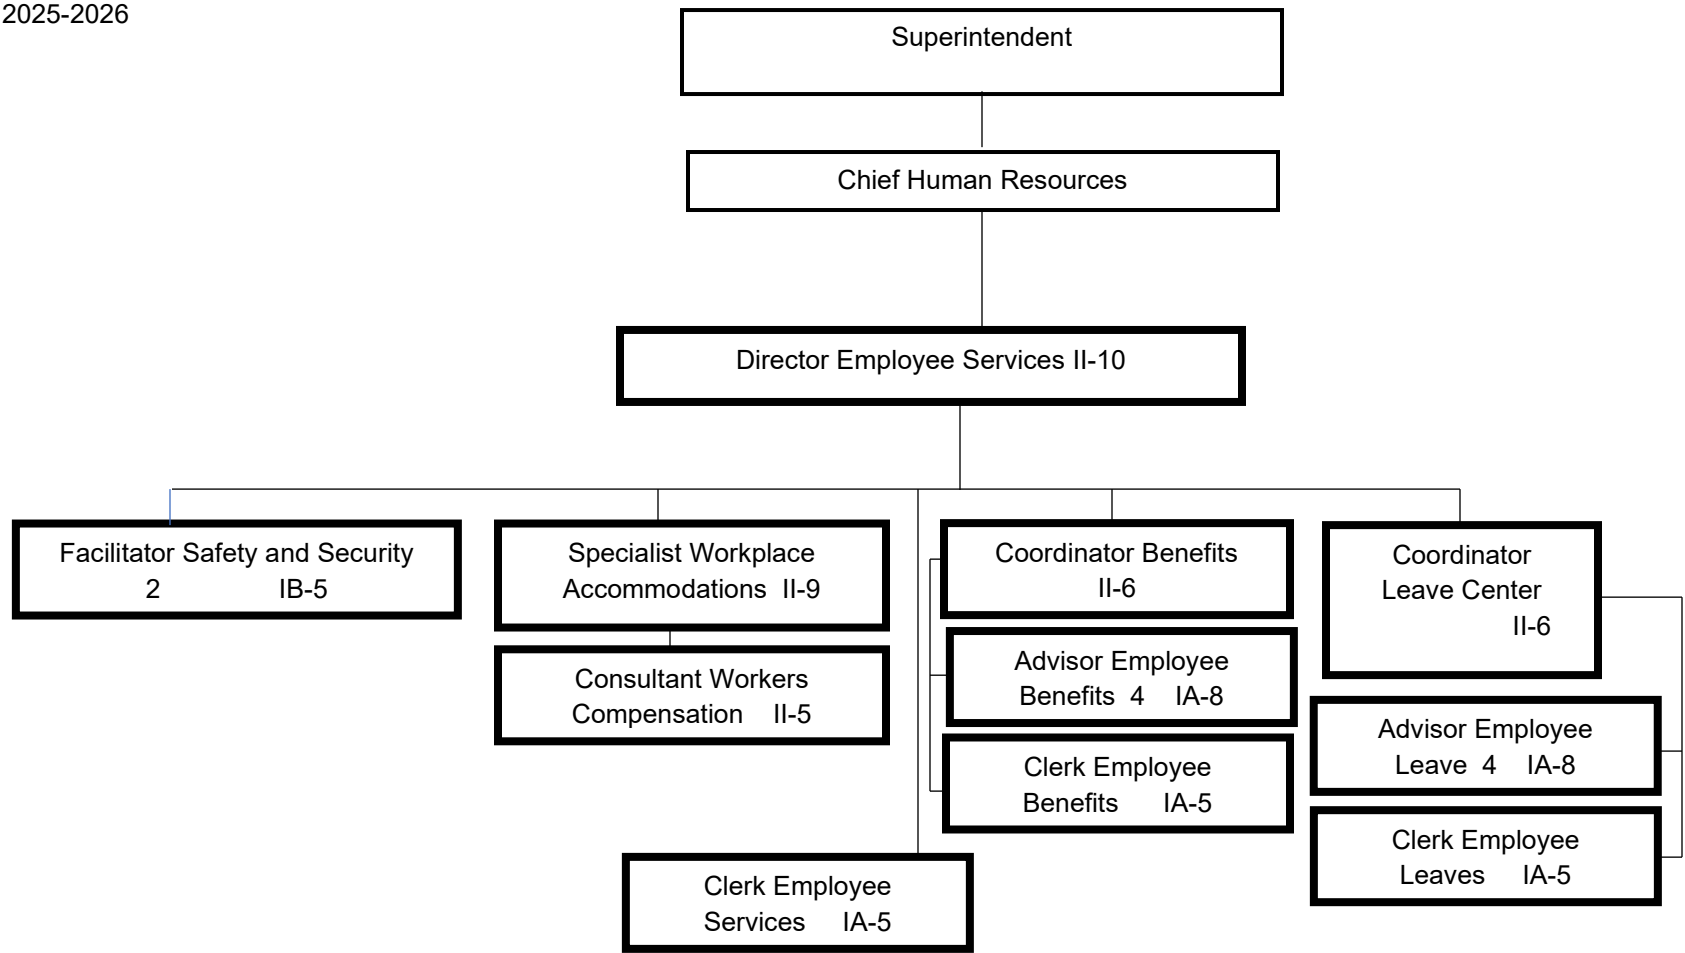 2025-2026
Superintendent
Chief Human Resources
Director Employee Services II-10
Facilitator Safety and Security
2 IB-5
Specialist Workplace
Accommodations II-9
Consultant Workers
Compensation II-5
Coordinator Benefits
II-6
Advisor Employee
Benefits 4 IA-8
Clerk Employee
Benefits IA-5
Coordinator
Leave Center
II-6
Advisor Employee
Leave 4 IA-8
Clerk Employee
Leaves IA-5
Clerk Employee
Services IA-5